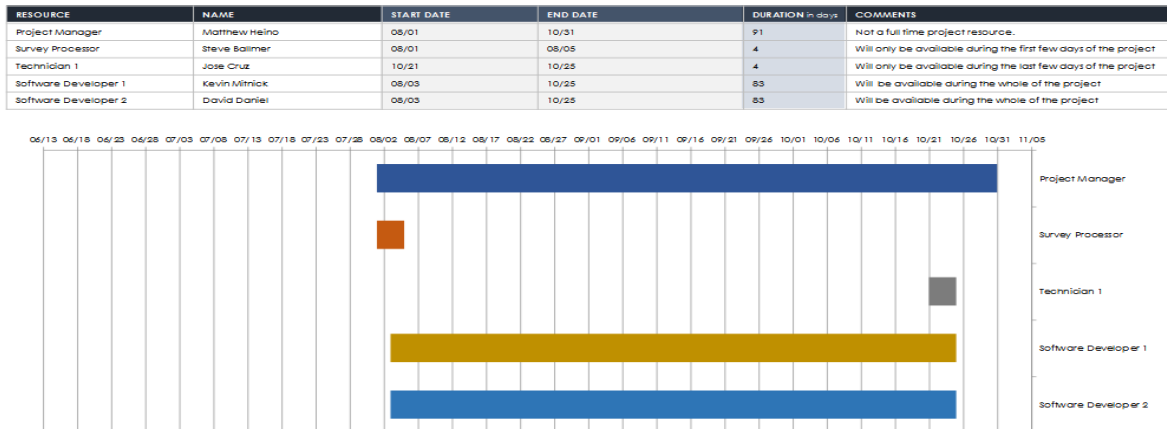 RESOURCE NAME START DATE END DATE DURATION in days COMMENTS
Project Manager Matthew Heino 08/01 10/31 91 Not a full time project resource.
Survey Processor Steve Ballmer 08/01 08/05 4 Will only be available during the first few days of the project
Technician 1 Jose Cruz 10/21 10/25 4 Will only be available during the last few days of the project
Software Developer 1 Kevin Mitnick 08/03 10/25 83 Will be available during the whole of the project
Software Developer 2 David Daniel 08/03 10/25 83 Will be available during the whole of the project
06/13 06/18 06/23 06/28 07/03 07/08 07/13 07/18 07/23 07/28 08/02 08/07 08/12 08/17 08/22 08/27 09/01 09/06 09/11 09/16 09/21 09/26 10/01 10/06 10/11 10/16 10/21 10/26 10/31 11/05
Project Manager
Survey Processor
Technician 1
Software Developer 1
Software Developer 2